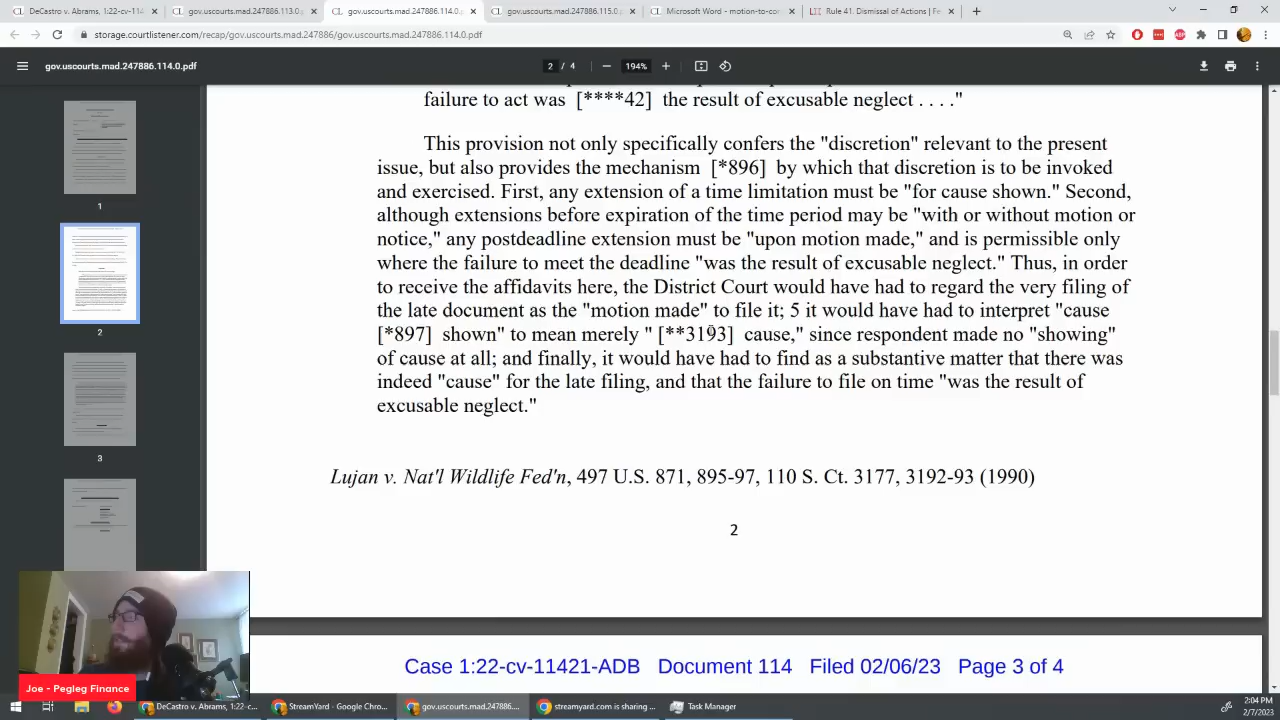 DeCastro v. Abrams, 1:22-cv-114
gov.uscourts.mad.247886.113.0.p
gov.uscourts.mad.247886.114.0.p
gov.uscourts.mad.247886.115.0.p
Microsoft Word - motion-to-co
Rule 41. Dismissal of Actions | Fe
storage.courtlistener.com/recap/gov.uscourts.mad.247886/gov.uscourts.mad.247886.114.0.pdf
gov.uscourts.mad.247886.114.0.pdf
2 / 4
194%
failure to act was [****42] the result of excusable neglect . . . ."
This provision not only specifically confers the "discretion" relevant to the present
issue, but also provides the mechanism [*896] by which that discretion is to be invoked
and exercised. First, any extension of a time limitation must be "for cause shown." Second,
although extensions before expiration of the time period may be "with or without motion or
notice," any postdeadline extension must be "upon motion made," and is permissible only
where the failure to meet the deadline "was the result of excusable neglect." Thus, in order
to receive the affidavits here, the District Court would have had to regard the very filing of
the late document as the "motion made" to file it; 5 it would have had to interpret "cause
[*897] shown" to mean merely " [**3193] cause," since respondent made no "showing"
of cause at all; and finally, it would have had to find as a substantive matter that there was
indeed "cause" for the late filing, and that the failure to file on time "was the result of
excusable neglect."
Lujan v. Nat'l Wildlife Fed'n, 497 U.S. 871, 895-97, 110 S. Ct. 3177, 3192-93 (1990)
2
1
2
3
Case 1:22-cv-11421-ADB Document 114 Filed 02/06/23 Page 3 of 4
Joe - Pegleg Finance
DeCastro v. Abrams, 1:22-c...
StreamYard - Google Chro...
gov.uscourts.mad.247886....
streamyard.com is sharing ...
Task Manager
2:04 PM
2/7/2023